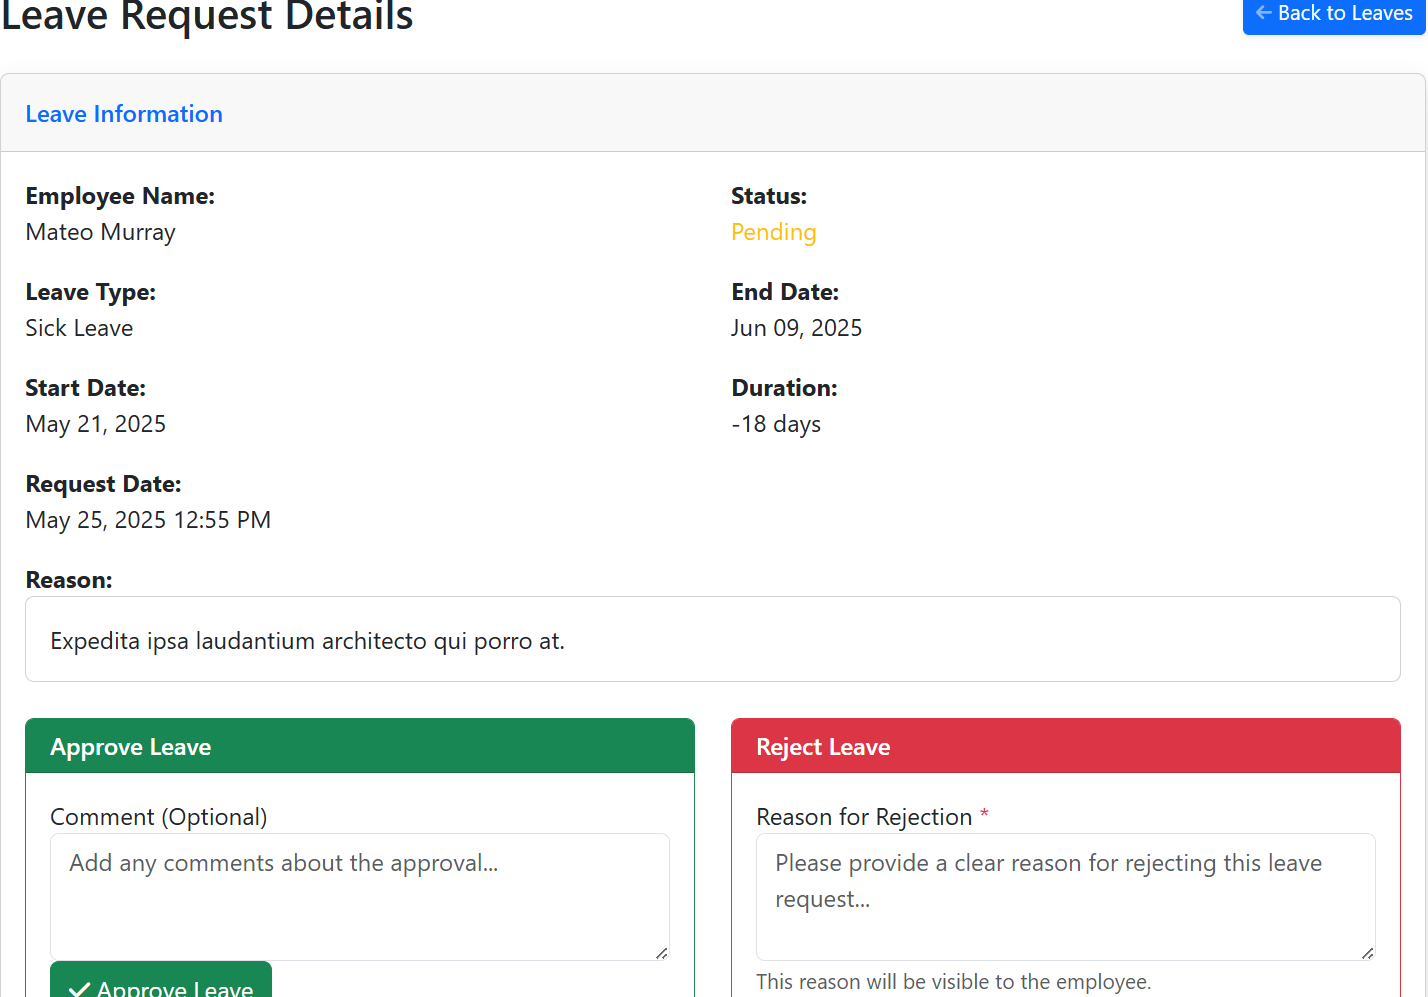 Leave Request Details
← Back to Leaves
Leave Information
Employee Name:
Mateo Murray
Status:
Pending
Leave Type:
Sick Leave
End Date:
Jun 09, 2025
Start Date:
May 21, 2025
Duration:
-18 days
Request Date:
May 25, 2025 12:55 PM
Reason:
Expedita ipsa laudantium architecto qui porro at.
Approve Leave
Comment (Optional)
Add any comments about the approval...
✓ Approve Leave
Reject Leave
Reason for Rejection *
Please provide a clear reason for rejecting this leave
request...
This reason will be visible to the employee.